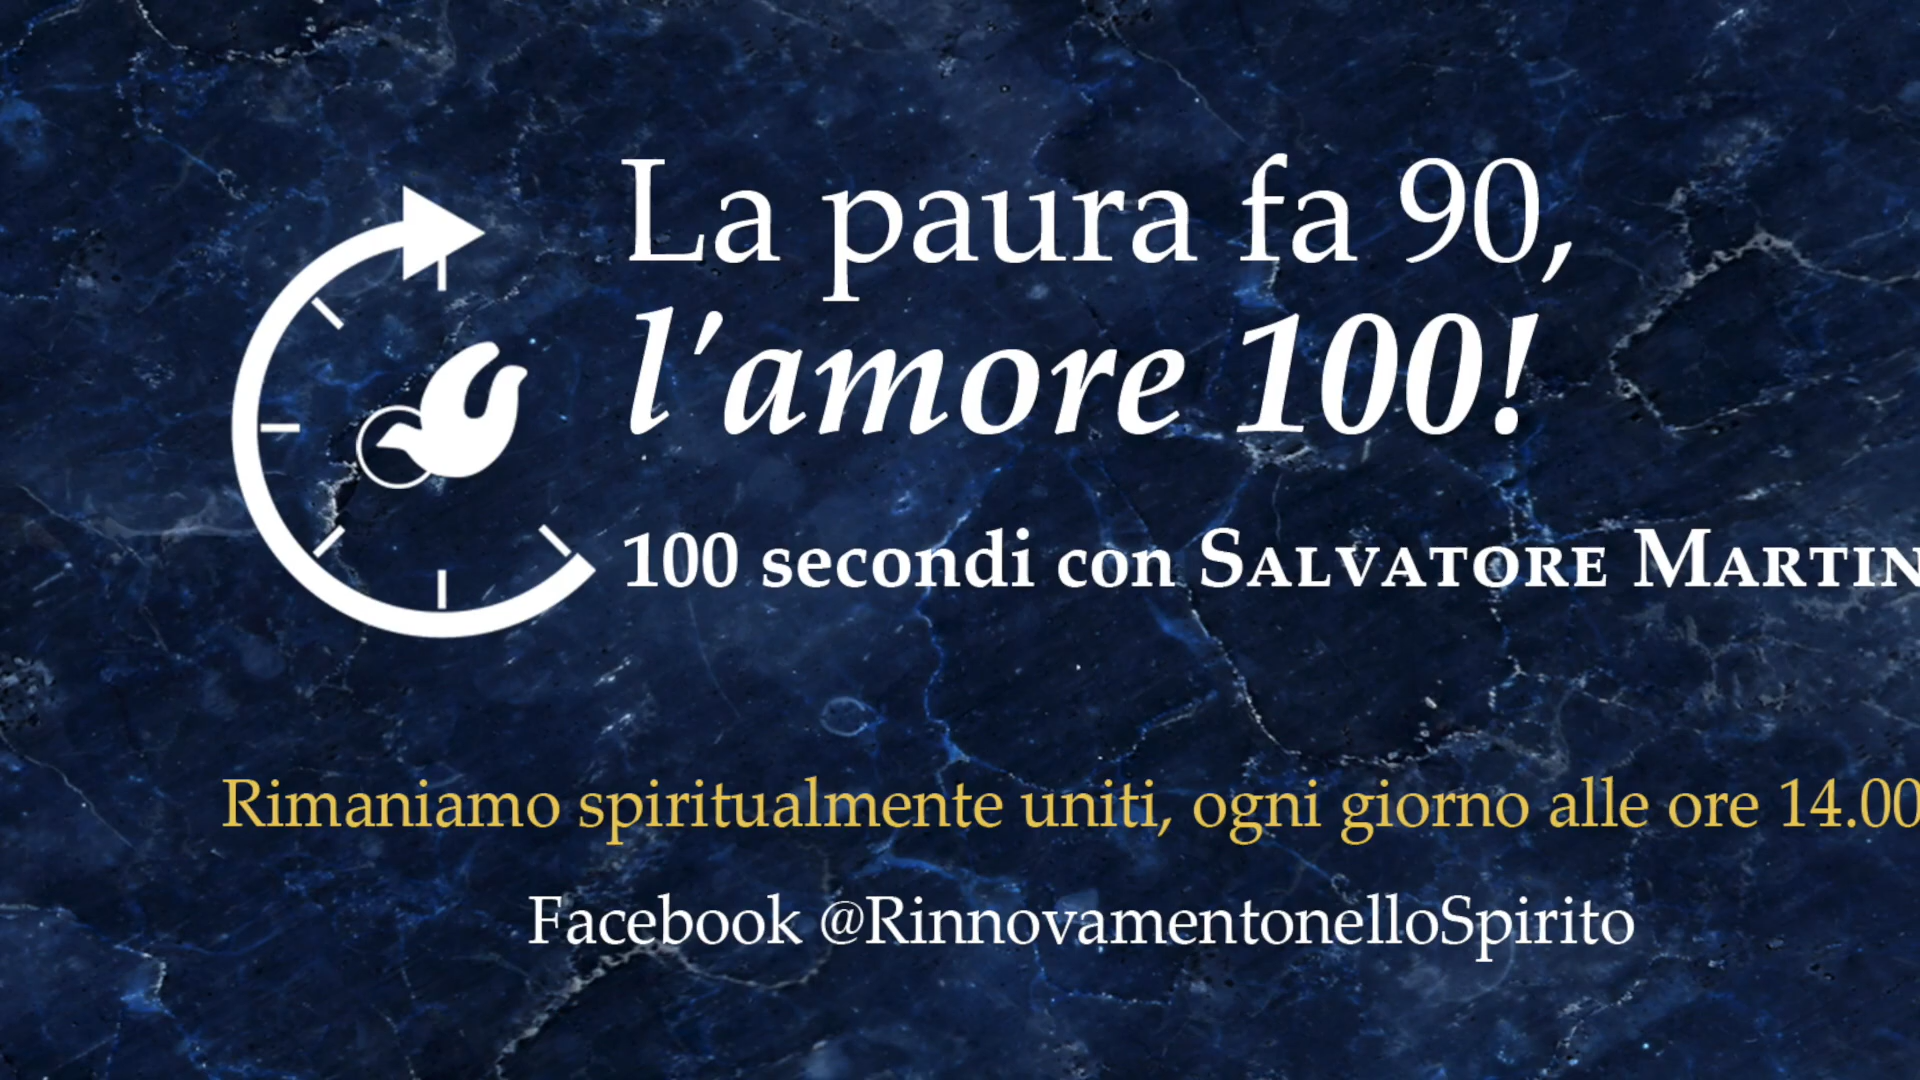 La paura fa 90,
l'amore 100!
100 secondi con SALVATORE MARTIN
Rimaniamo spiritualmente uniti, ogni giorno alle ore 14.00
Facebook @RinnovamentonelloSpirito